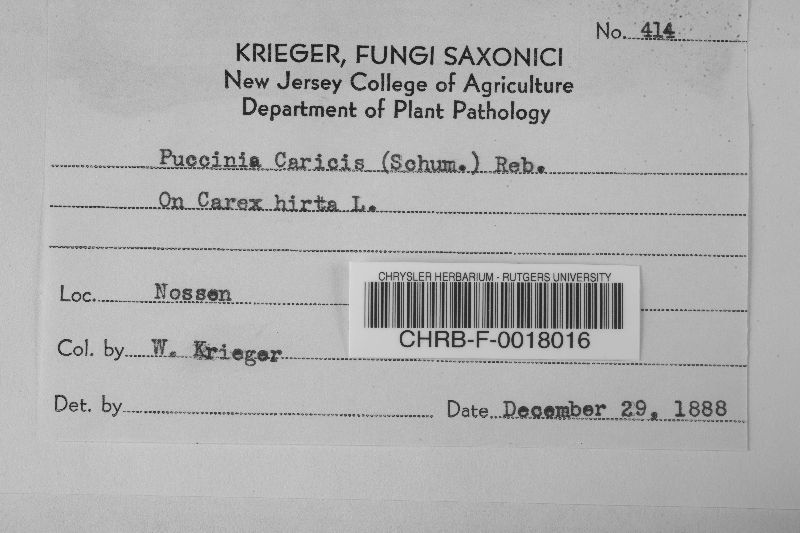 No. 414
KRIEGER, FUNGI SAXONICI
New Jersey College of Agriculture
Department of Plant Pathology
Puccinia Caricis (Schum.) Reb.
On Carex hirta L.
CHRYSLER HERBARIUM - RUTGERS UNIVERSITY
Loc. Nossen
CHRB-F-0018016
Col. by W. Krieger
Det. by Date December 29, 1888